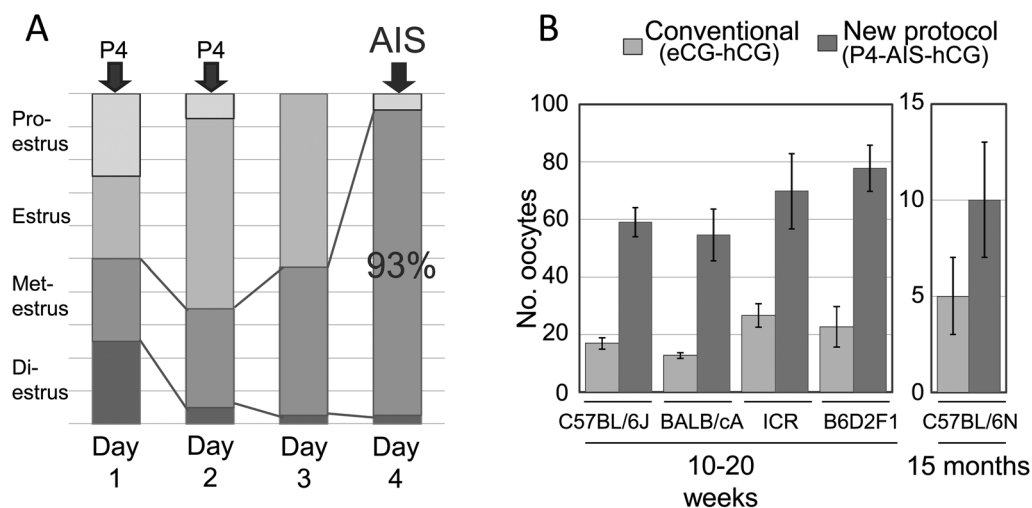 A
P4
P4
AIS
Pro-
estrus
Estrus
Met-
estrus
Di-
estrus
93%
Day
1
Day
2
Day
3
Day
4
B
Conventional
(eCG-hCG)
New protocol
(P4-AIS-hCG)
No. oocytes
100
80
60
40
20
0
15
10
5
0
C57BL/6J
BALB/cA
ICR
B6D2F1
C57BL/6N
10-20
weeks
15 months